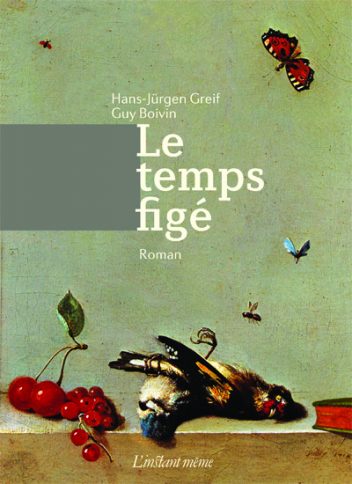 Hans-Jürgen Greif
Guy Boivin
Le
temps
figé
Roman
L'instant même